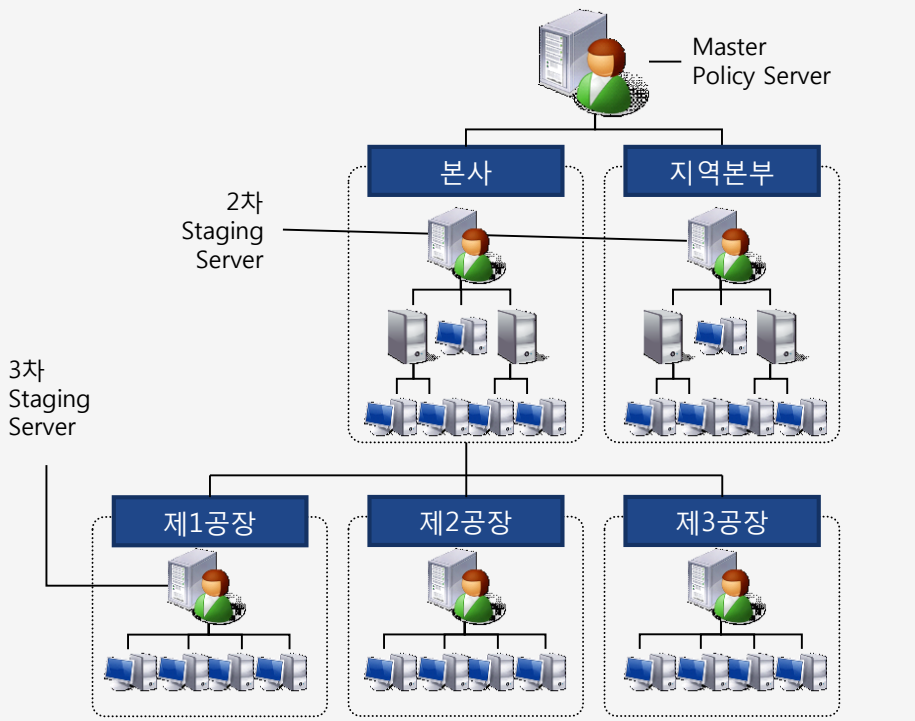 Master
Policy Server
본사
지역본부
2차
Staging
Server
3차
Staging
Server
제1공장
제2공장
제3공장